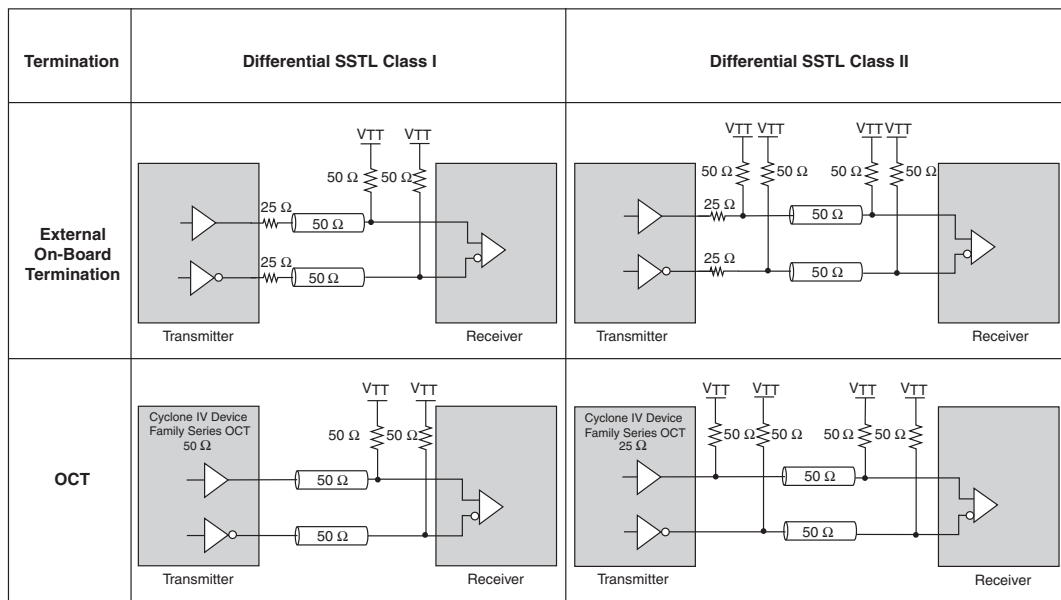 Termination
Differential SSTL Class I
Differential SSTL Class II
External
On-Board
Termination
VTT VTT
50 Ω 50 Ω
25 Ω
50 Ω
25 Ω
50 Ω
Transmitter
Receiver
VTT VTT VTT VTT
50 Ω 50 Ω 50 Ω 50 Ω
25 Ω
50 Ω
25 Ω
50 Ω
Transmitter
Receiver
OCT
Cyclone IV Device
Family Series OCT
50 Ω
VTT VTT
50 Ω 50 Ω
50 Ω
50 Ω
Transmitter
Receiver
Cyclone IV Device
Family Series OCT
25 Ω
VTT VTT VTT VTT
50 Ω 50 Ω 50 Ω 50 Ω
50 Ω
50 Ω
Transmitter
Receiver